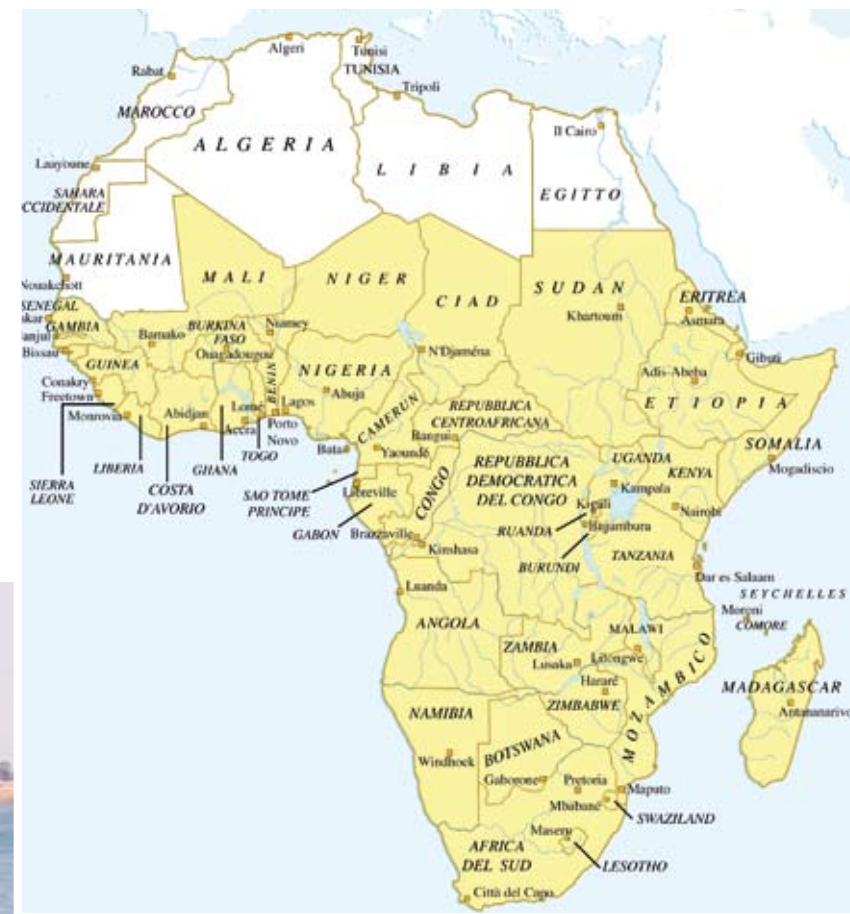 Algeri
Tunisi
TUNISIA
Rabat
Tripoli
MAROCCO
Il Cairo
ALGERIA
LIBIA
EGITTO
Laayoune
SAHARA
CCIDENTALE
MAURITANIA
Nouakchott
MALI
NIGER
CIAD
SUDAN
ERITREA
Asmara
Khartoum
SENEGAL
kar
GAMBIA
anjul
Bissau
Bamako
BURKINA
FASO
Ouagadougou
Niamey
N'Djaména
Gibuti
GUINEA
NIGERIA
Abuja
Adis-Abeba
ETIOPIA
Conakry
Freetown
Monrovia
Abidjan
Accra
Lomé
BENIN
Lagos
Porto
Novo
CAMERUN
REPUBBLICA
CENTROAFRICANA
Bangui
Bata
Yaoundé
SOMALIA
Mogadiscio
SIERRA
LEONE
LIBERIA
COSTA
D'AVORIO
GHANA
TOGO
SAO TOME
PRINCIPE
Libreville
GABON
CONGO
REPUBBLICA
DEMOCRATICA
DEL CONGO
UGANDA
KENYA
Kampala
Nairobi
Kigali
RUANDA
Bujambura
BURUNDI
Brazzaville
Kinshasa
TANZANIA
Dar es Salaam
SEYCHELLES
Luanda
Moroni
COMORE
ANGOLA
ZAMBIA
Lusaka
MALAWI
Lilongwe
Hararé
ZIMBABWE
MOZAMBICO
MADAGASCAR
Antananarivo
NAMIBIA
Windhoek
BOTSWANA
Gaborone
Pretoria
Maputo
Mbabane
SWAZILAND
Maseru
AFRICA
DEL SUD
LESOTHO
Città del Capo